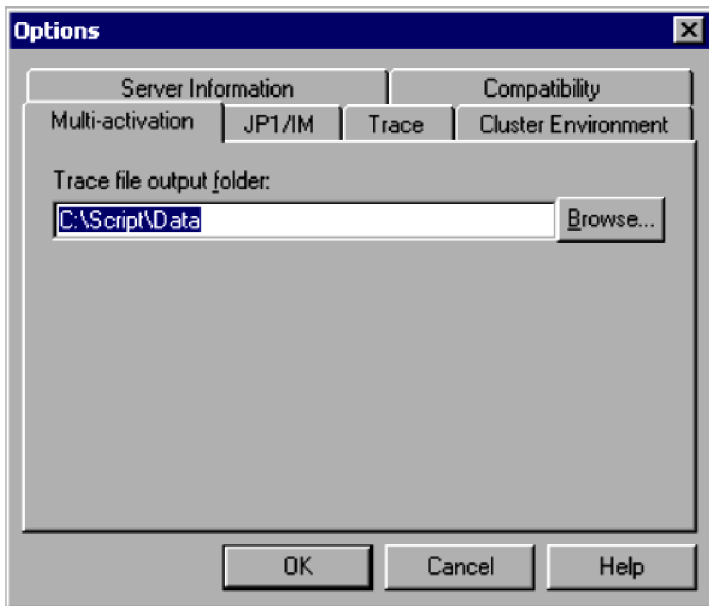 Options
Server Information
Compatibility
Multi-activation
JP1/IM
Trace
Cluster Environment
Trace file output folder:
C:\Script\Data
Browse...
OK
Cancel
Help